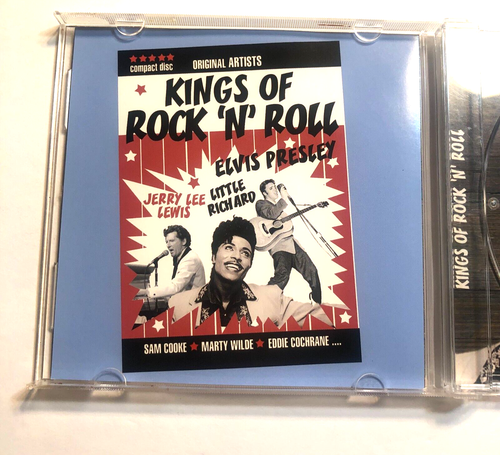 ORIGINAL ARTISTS
compact disc
KINGS OF
ROCK 'N' ROLL
ELVIS PRESLEY
JERRY LEE
LEWIS
LITTLE
RICHARD
SAM COOKE ★ MARTY WILDE ★ EDDIE COCHRANE ....
KINGS OF ROCK 'N' ROLL